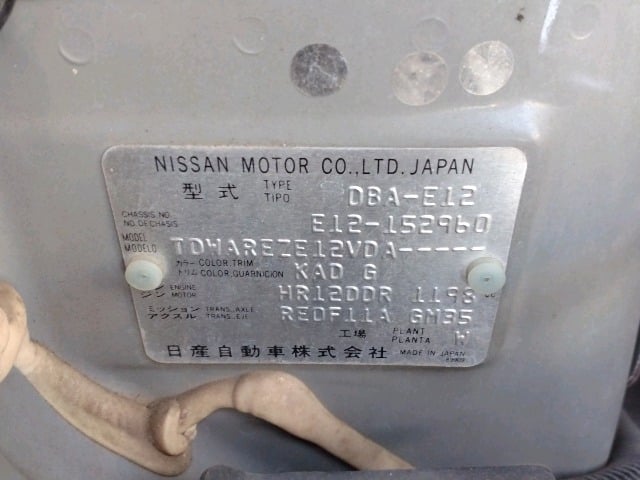 NISSAN MOTOR CO.,LTD. JAPAN
型式 TYPE TIPO DBA-E12
CHASSIS NO. NO. DE CHASIS E12-152960
MODEL MODELO TDWAREZE12VDA-----
カラー COLOR, TRIM トリム COLOR, GUARNICION KAD G
ENGINE ジン MOTOR HR12DDR 1198 cc
ミッション TRANS., AXLE アクスル TRANS., EJE RE0F11A GM35
工場 PLANT PLANTA W
日産自動車株式会社 MADE IN JAPAN